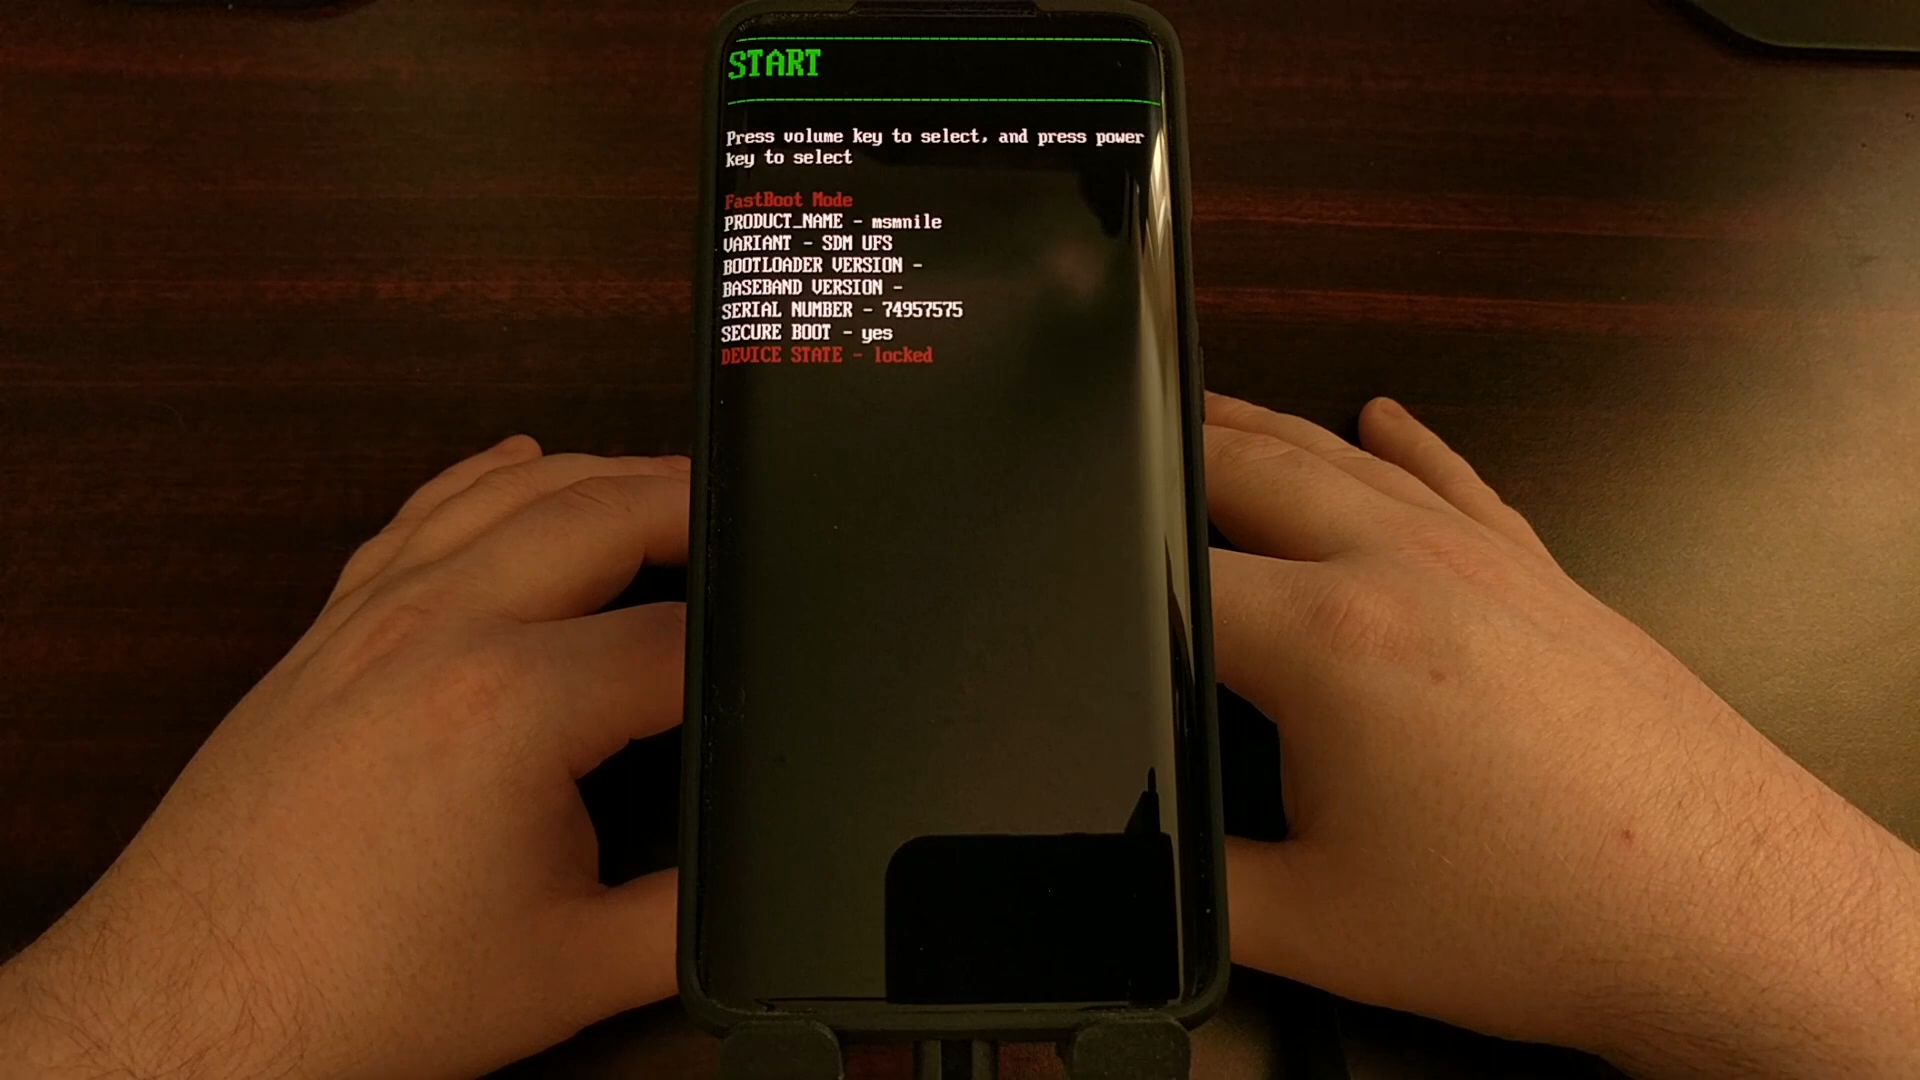 START
Press volume key to select, and press power
key to select
FastBoot Mode
PRODUCT_NAME - msmnile
VARIANT - SDM UFS
BOOTLOADER VERSION -
BASEBAND VERSION -
SERIAL NUMBER - 74957575
SECURE BOOT - yes
DEVICE STATE - locked